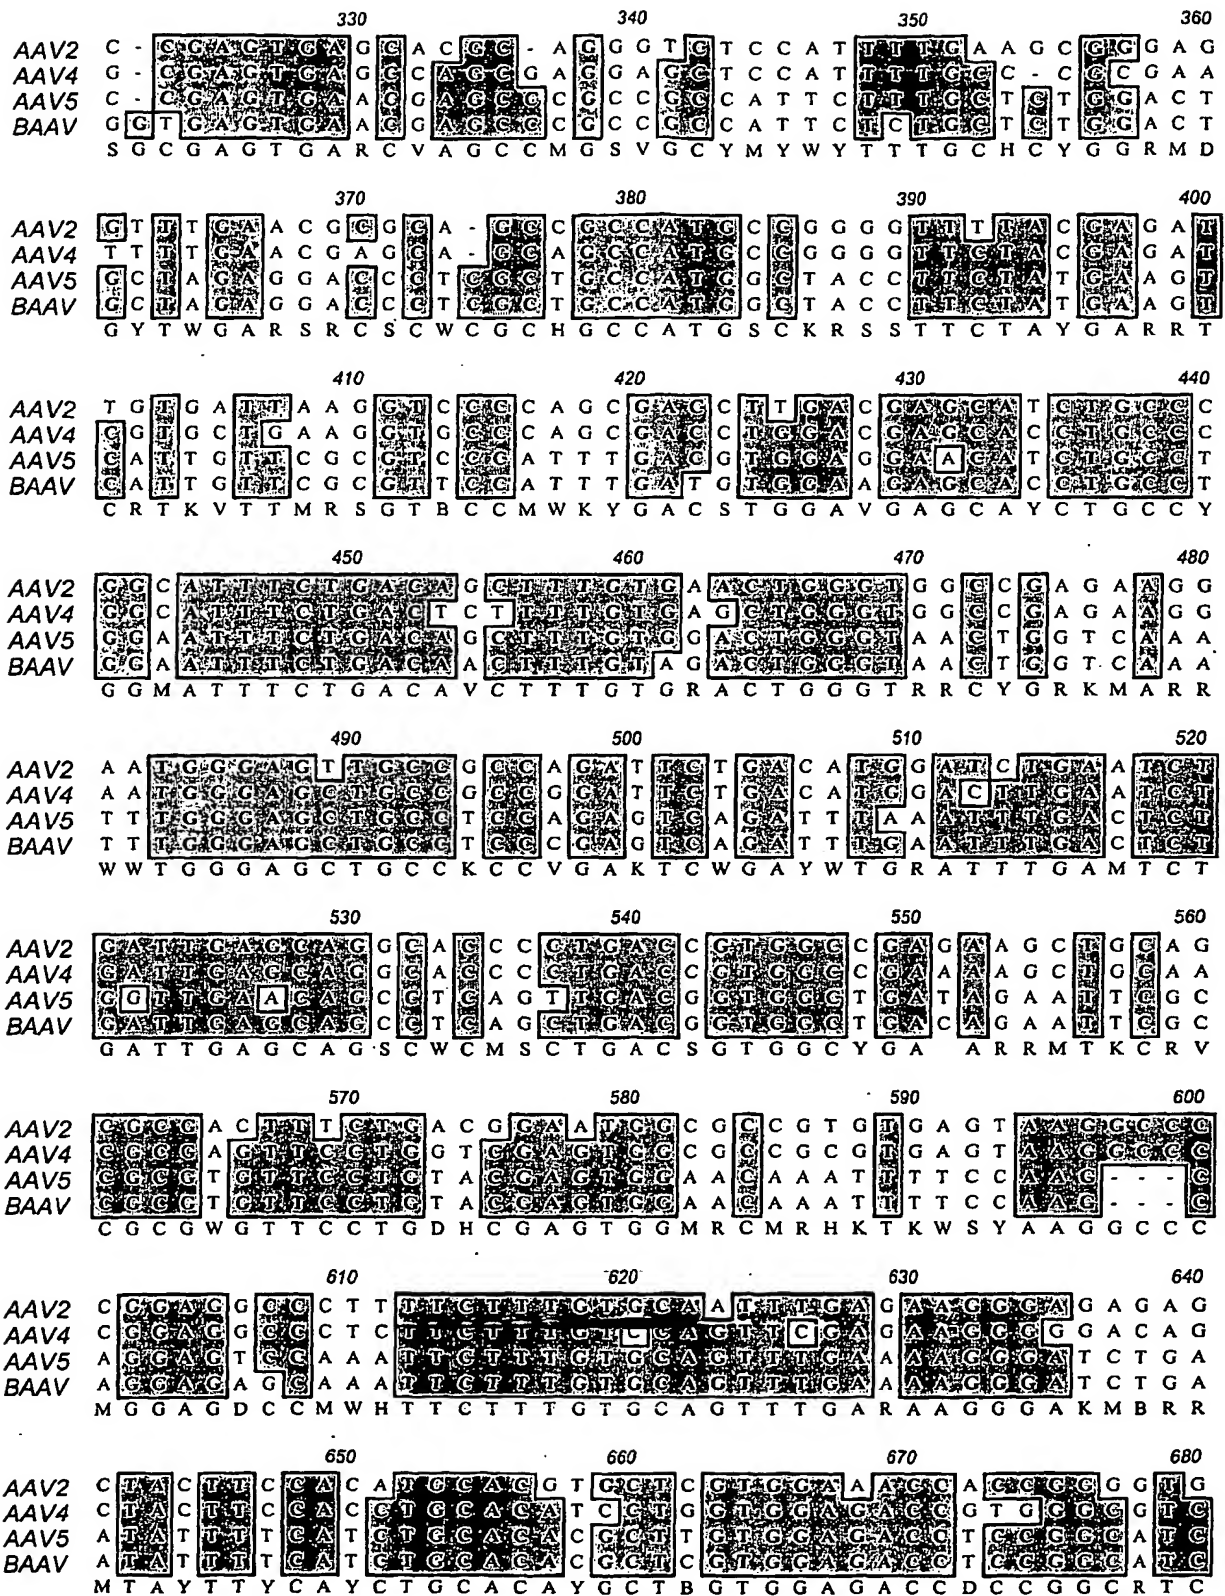 330 340 350 360
AAV2 C - C G A G T G A G C A C G C - A G G G T G T C C A T T T T G A A G C G G G A G
AAV4 G - C G A G T G A G C C A G C G A G G A G C T C C A T T T T G C C - C G C G A A
AAV5 C - C G A G T G A A C G A G C C C G C C G C C A T T C T T T G C T C T G G A C T
BAAV G G T G A G T G A A C G A G C C C G C C G C C A T T C T C T G C T C T G G A C T
S G C G A G T G A R C V A G C C M G S V G C Y M Y W Y T T T G C H C Y G G R M D
370 380 390 400
AAV2 G T T T G A A C G C G C A - G C C G C C A T G C C G G G G T T T T A C G A G A T
AAV4 T T T T G A A C G A G C A - G C A G C C A T G C C G G G G T T C T A C G A G A T
AAV5 G C T A G A G G A C C C T C G C T G C C A T G G C T A C C T T C T A T G A A G T
BAAV G C T A G A G G A C C C T C G C T G C C A T G G C T A C C T T C T A T G A A G T
G Y T W G A R S R C S C W C G C H G C C A T G S C K R S S T T C T A Y G A R R T
410 420 430 440
AAV2 T G T G A T T A A G G T C C C C A G C G A C C T T G A C G A G C A T C T G C C C
AAV4 C G T G C T G A A G G T G C C C A G C G A C C T G G A C G A G C A C C T G C C C
AAV5 C A T T G T T C G C G T C C C A T T T G A C G T G G A G G A A C A T C T G C C T
BAAV C A T T G T T C G C G T T C C A T T T G A T G T G G A A G A G C A C C T G C C T
C R T K V T T M R S G T B C C M W K Y G A C S T G G A V G A G C A Y C T G C C Y
450 460 470 480
AAV2 G G C A T T T G T G A C A G C T T T G T G A A C T G G G T G G C C G A G A A G G
AAV4 G G C A T T T C T G A C T C T T T T G T G A G C T G G G T G G C C G A G A A G G
AAV5 G G A A T T T C T G A C A G C T T T G T G G A C T G G G T A A C T G G T C A A A
BAAV G G A A T T T C T G A C A A C T T T G T A G A C T G G G T A A C T G G T C A A A
G G M A T T T C T G A C A V C T T T G T G R A C T G G G T R R C Y G R K M A R R
490 500 510 520
AAV2 A A T G G G A G T T G C C G C C A G A T T C T G A C A T G G A T C T G A A T C T
AAV4 A A T G G G A G C T G C C G C C G G A T T C T G A C A T G G A C T T G A A T C T
AAV5 T T T G G G A G C T G C C T C C A G A G T C A G A T T T A A A T T T G A C T C T
BAAV T T T G G G A G C T G C C T C C C G A G T C A G A T T T G A A T T T G A C T C T
W W T G G G A G C T G C C K C C V G A K T C W G A Y W T G R A T T T G A M T C T
530 540 550 560
AAV2 G A T T G A G C A G G C A C C C C T G A C C G T G G C C G A G A A G C T G C A G
AAV4 G A T T G A G C A G G C A C C C C T G A C C G T G G C C G A A A A G C T G C A A
AAV5 G G T T G A A C A G C C T C A G T T G A C G G T G G C T G A T A G A A T T C G C
BAAV G A T T G A G C A G C C T C A G C T G A C G G T G G C T G A C A G A A T T C G C
G A T T G A G C A G S C W C M S C T G A C S G T G G C Y G A A R R M T K C R V
570 580 590 600
AAV2 C G C G A C T T T C T G A C G G A A T G G C G C C G T G T G A G T A A G G C C C
AAV4 C G C G A G T T C C T G G T C G A G T G G C G C C G C G T G A G T A A G G C C C
AAV5 C G C G T G T T C C T G T A C G A G T G G A A C A A A T T T T C C A A G - - - C
BAAV C G C G T G T T C C T G T A C G A G T G G A A C A A A T T T T C C A A G - - - C
C G C G W G T T C C T G D H C G A G T G G M R C M R H K T K W S Y A A G G C C C
610 620 630 640
AAV2 C G G A G G C C C T T T T C T T T G T G C A A T T T G A G A A G G G A G A G A G
AAV4 C G G A G G C C C T C T T C T T T G T C C A G T T C G A G A A G G G G G A C A G
AAV5 A G G A G T C C A A A T T C T T T G T G C A G T T T G A A A A G G G A T C T G A
BAAV A G G A G A G C A A A T T C T T T G T G C A G T T T G A A A A G G G A T C T G A
M G G A G D C C M W H T T C T T T G T G C A G T T T G A R A A G G G A K M B R R
650 660 670 680
AAV2 C T A C T T C C A C A T G C A C G T G C T C G T G G A A A C C A C C G G G G T G
AAV4 C T A C T T C C A C C T G C A C A T C C T G G T G G A G A C C G T G G G G G T C
AAV5 A T A T T T T C A T C T G C A C A C G C T T G T G G A G A C C T C C G G C A T C
BAAV A T A T T T T C A T C T G C A C A C G C T C G T G G A G A C C T C C G G C A T C
M T A Y T T Y C A Y C T G C A C A Y G C T B G T G G A G A C C D C C G G C R T C